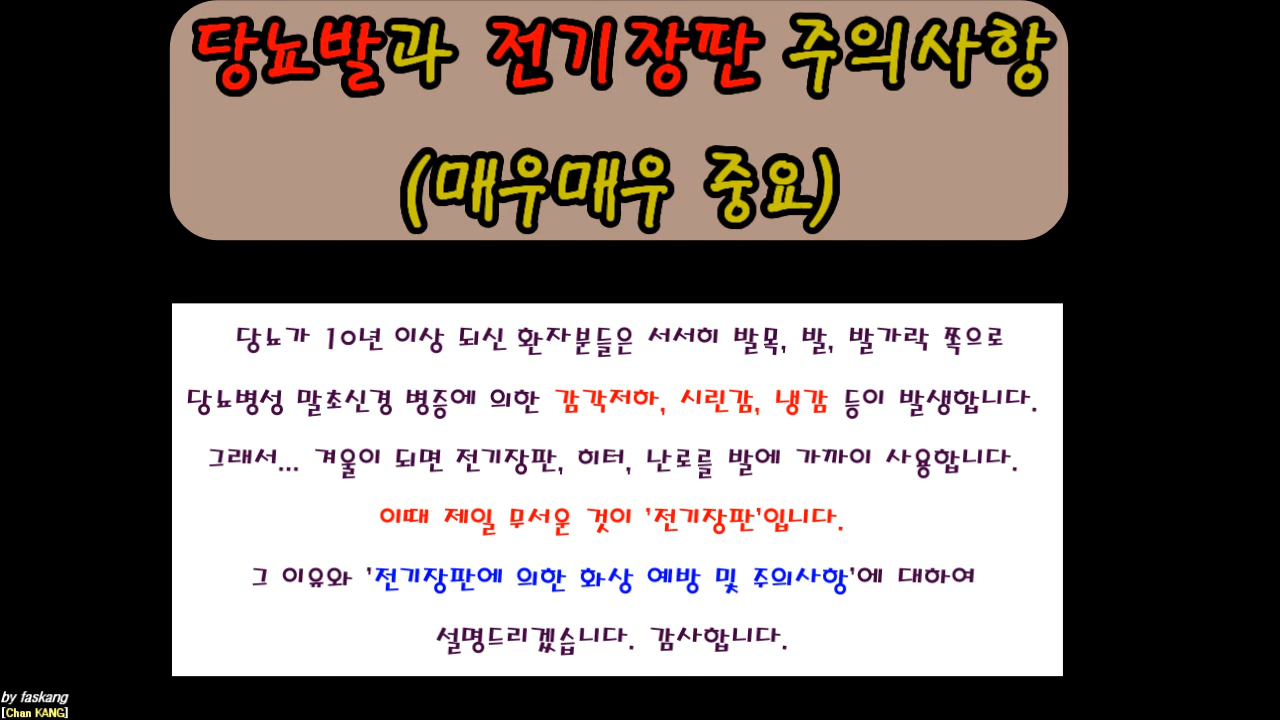 당뇨발과 전기장판 주의사항
(매우매우 중요)
당뇨가 10년 이상 되신 환자분들은 서서히 발목, 발, 발가락 쪽으로
당뇨병성 말초신경 병증에 의한 감각저하, 시린감, 냉감 등이 발생합니다.
그래서... 겨울이 되면 전기장판, 히터, 난로를 발에 가까이 사용합니다.
이때 제일 무서운 것이 '전기장판'입니다.
그 이유와 '전기장판에 의한 화상 예방 및 주의사항'에 대하여
설명드리겠습니다. 감사합니다.
by faskang
[Chan KANG]